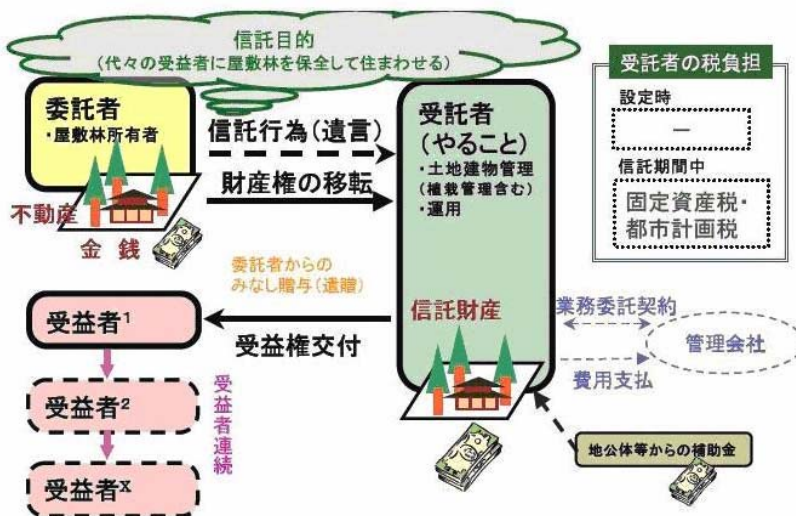 信託目的
(代々の受益者に屋敷林を保全して住まわせる)
委託者
・屋敷林所有者
不動産
金 銭
信託行為(遺言)
財産権の移転
受託者
(やること)
・土地建物管理
(植栽管理含む)
・運用
信託財産
受託者の税負担
設定時
―
信託期間中
固定資産税・
都市計画税
委託者からの
みなし贈与(遺贈)
受益権交付
受益者1
受益者2
受益者X
受益者連続
業務委託契約
管理会社
費用支払
地公体等からの補助金